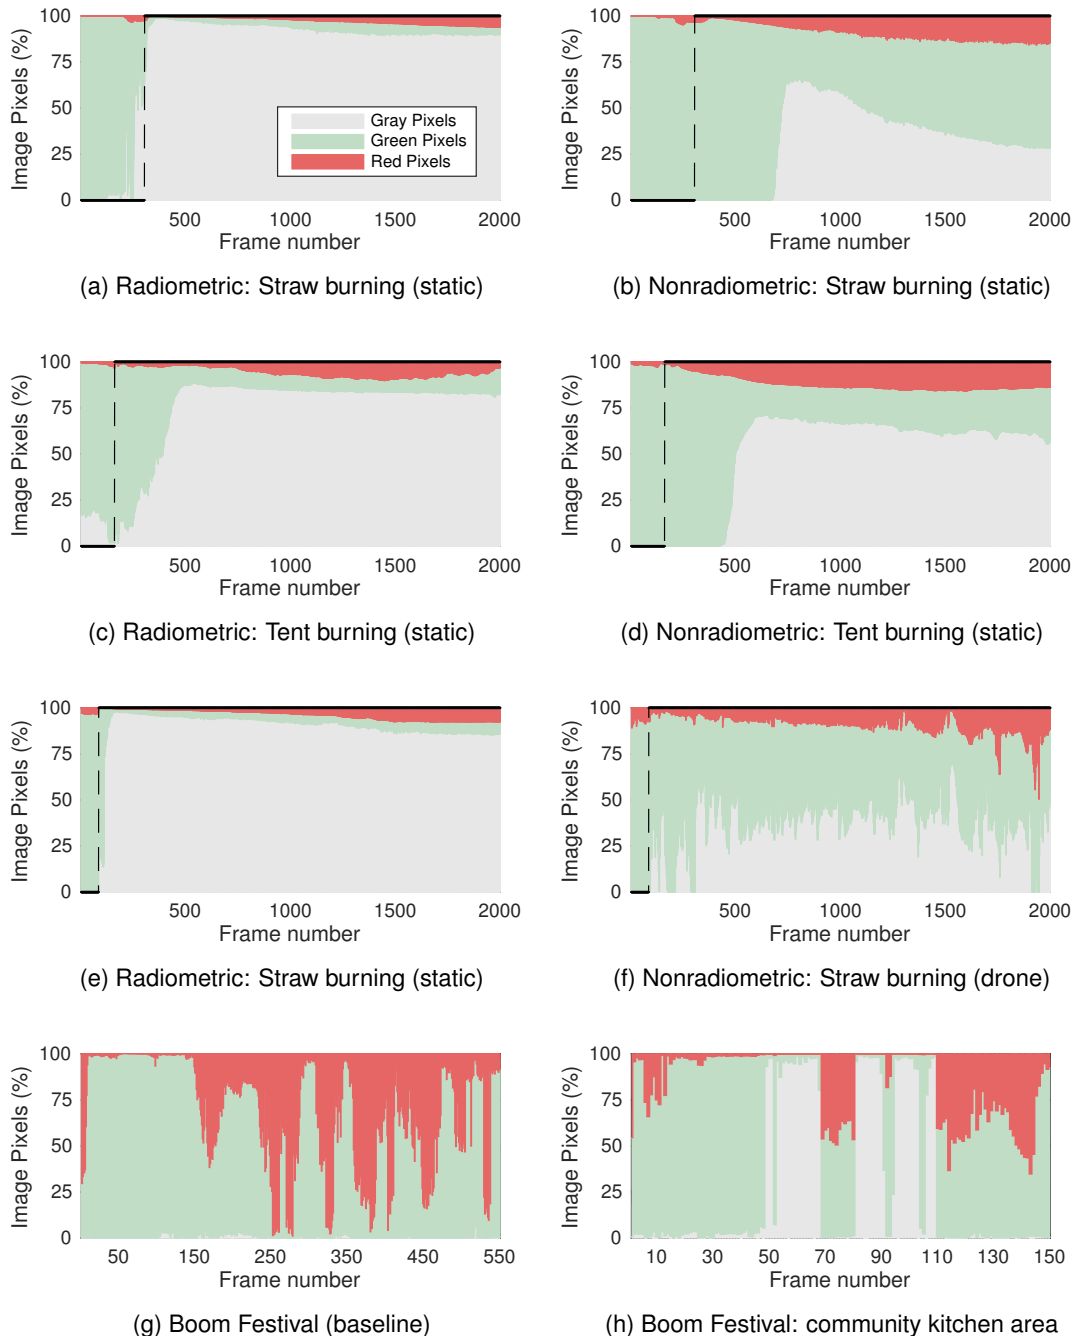 Image Pixels (%)
100
75
50
25
0
Gray Pixels
Green Pixels
Red Pixels
500 1000 1500 2000
Frame number
(a) Radiometric: Straw burning (static)
Image Pixels (%)
100
75
50
25
0
500 1000 1500 2000
Frame number
(b) Nonradiometric: Straw burning (static)
Image Pixels (%)
100
75
50
25
0
500 1000 1500 2000
Frame number
(c) Radiometric: Tent burning (static)
Image Pixels (%)
100
75
50
25
0
500 1000 1500 2000
Frame number
(d) Nonradiometric: Tent burning (static)
Image Pixels (%)
100
75
50
25
0
500 1000 1500 2000
Frame number
(e) Radiometric: Straw burning (static)
Image Pixels (%)
100
75
50
25
0
500 1000 1500 2000
Frame number
(f) Nonradiometric: Straw burning (drone)
Image Pixels (%)
100
75
50
25
0
50 150 250 350 450 550
Frame number
(g) Boom Festival (baseline)
Image Pixels (%)
100
75
50
25
0
10 30 50 70 90 110 130 150
Frame number
(h) Boom Festival: community kitchen area